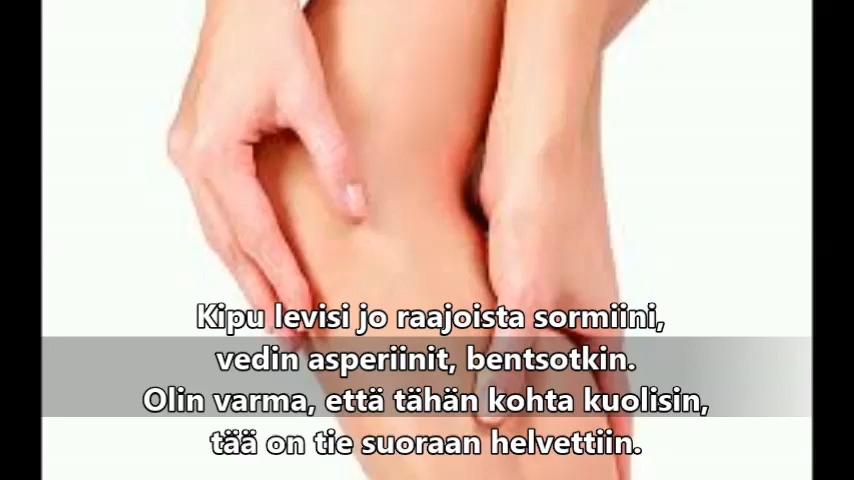 Kipu levisi jo raajoista sormiini,
vedin asperiinit, bentsotkin.
Olin varma, että tähän kohta kuolisin,
tää on tie suoraan helvettiin.